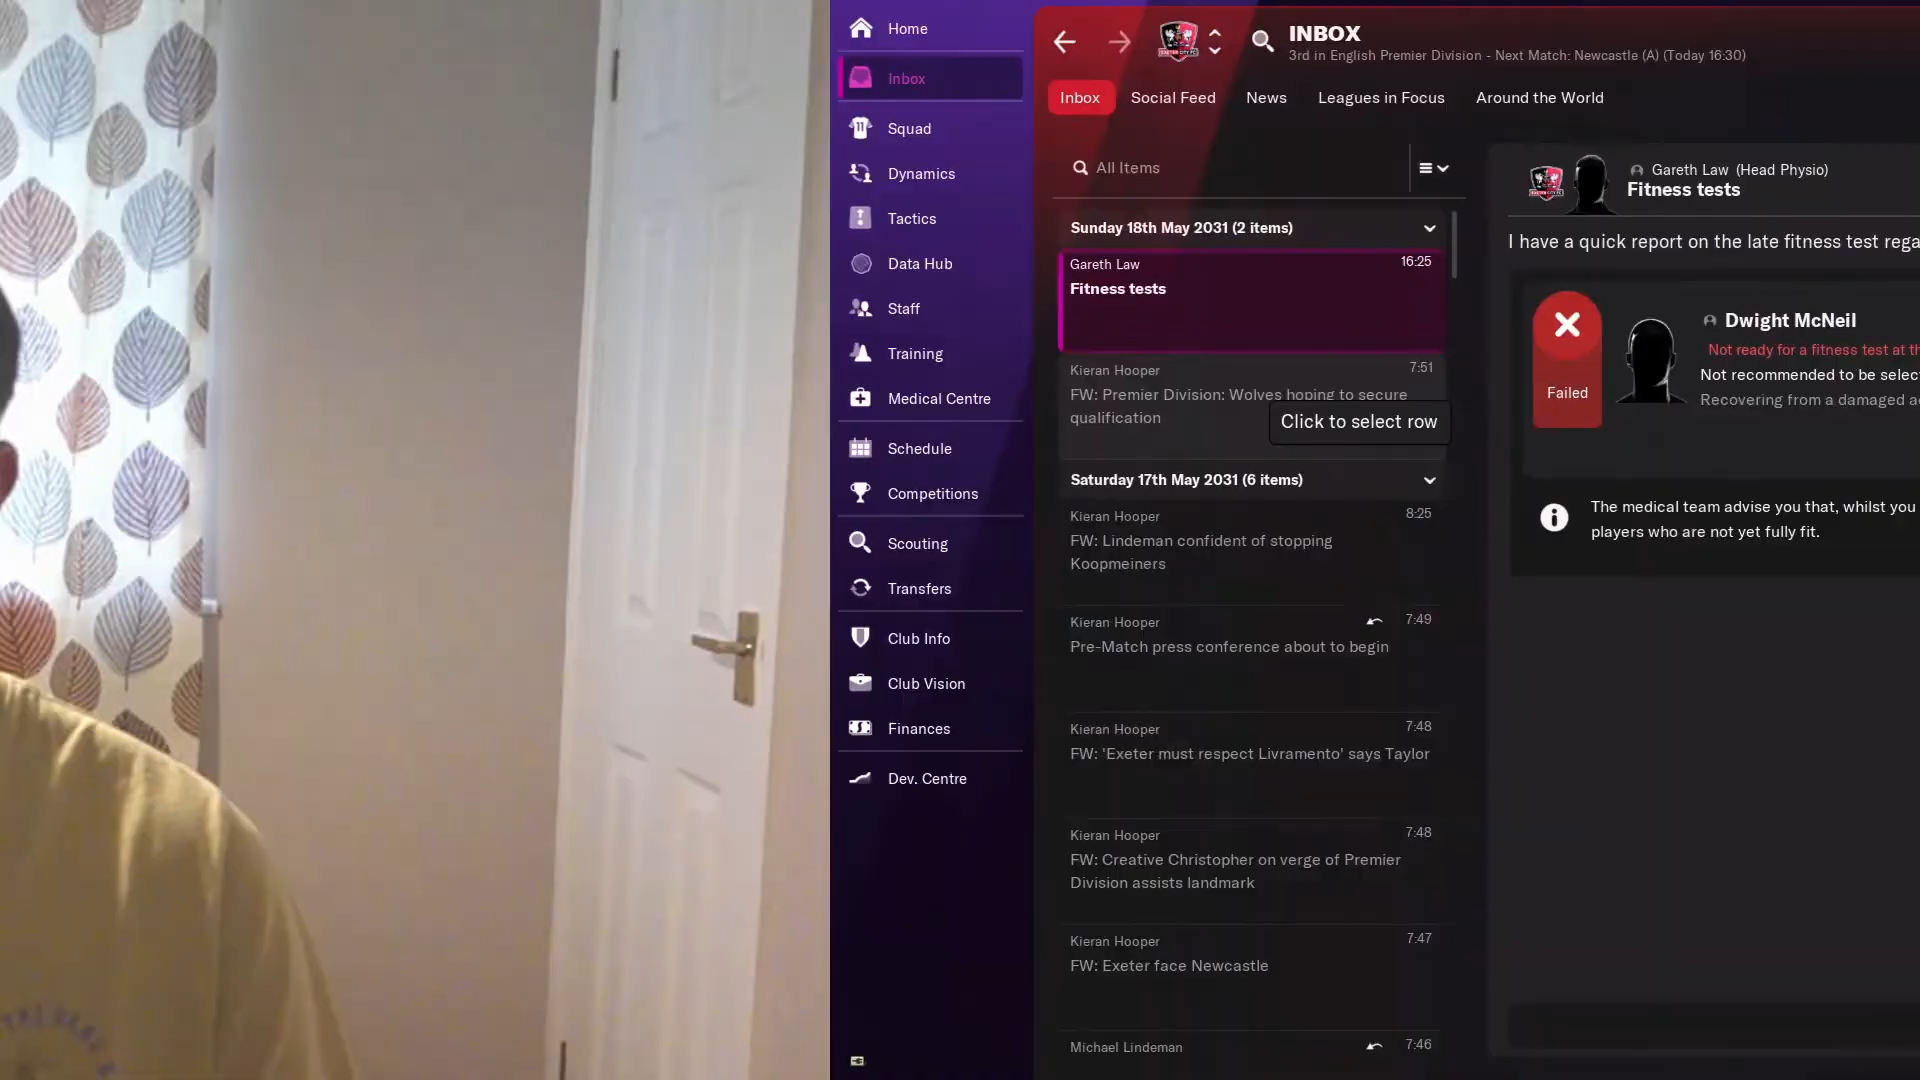 Home
Inbox
Squad
Dynamics
Tactics
Data Hub
Staff
Training
Medical Centre
Schedule
Competitions
Scouting
Transfers
Club Info
Club Vision
Finances
Dev. Centre
INBOX
3rd in English Premier Division - Next Match: Newcastle (A) (Today 16:30)
Inbox Social Feed News Leagues in Focus Around the World
All Items
Sunday 18th May 2031 (2 items)
Gareth Law 16:25
Fitness tests
Kieran Hooper 7:51
FW: Premier Division: Wolves hoping to secure
qualification
Click to select row
Saturday 17th May 2031 (6 items)
Kieran Hooper 8:25
FW: Lindeman confident of stopping
Koopmeiners
Kieran Hooper 7:49
Pre-Match press conference about to begin
Kieran Hooper 7:48
FW: 'Exeter must respect Livramento' says Taylor
Kieran Hooper 7:48
FW: Creative Christopher on verge of Premier
Division assists landmark
Kieran Hooper 7:47
FW: Exeter face Newcastle
Michael Lindeman 7:46
Gareth Law (Head Physio)
Fitness tests
I have a quick report on the late fitness test rega
Failed
Dwight McNeil
Not ready for a fitness test at th
Not recommended to be select
Recovering from a damaged a
The medical team advise you that, whilst you
players who are not yet fully fit.